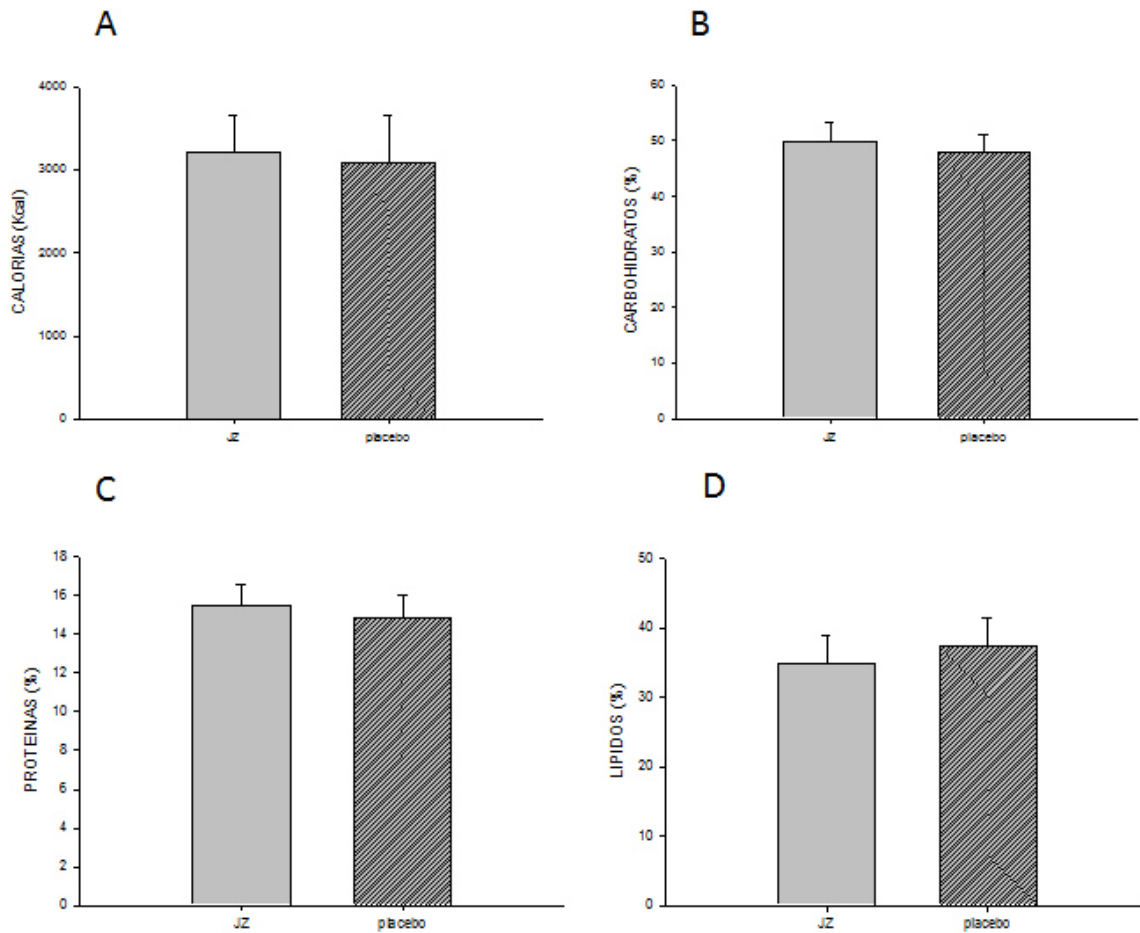 A
CALORIAS (Kcal)
4000
3000
2000
1000
0
JZ
placebo
B
CARBOHIDRATOS (%)
60
50
40
30
20
10
0
JZ
placebo
C
PROTEINAS (%)
18
16
14
12
10
8
6
4
2
0
JZ
placebo
D
LIPIDOS (%)
50
40
30
20
10
0
JZ
placebo